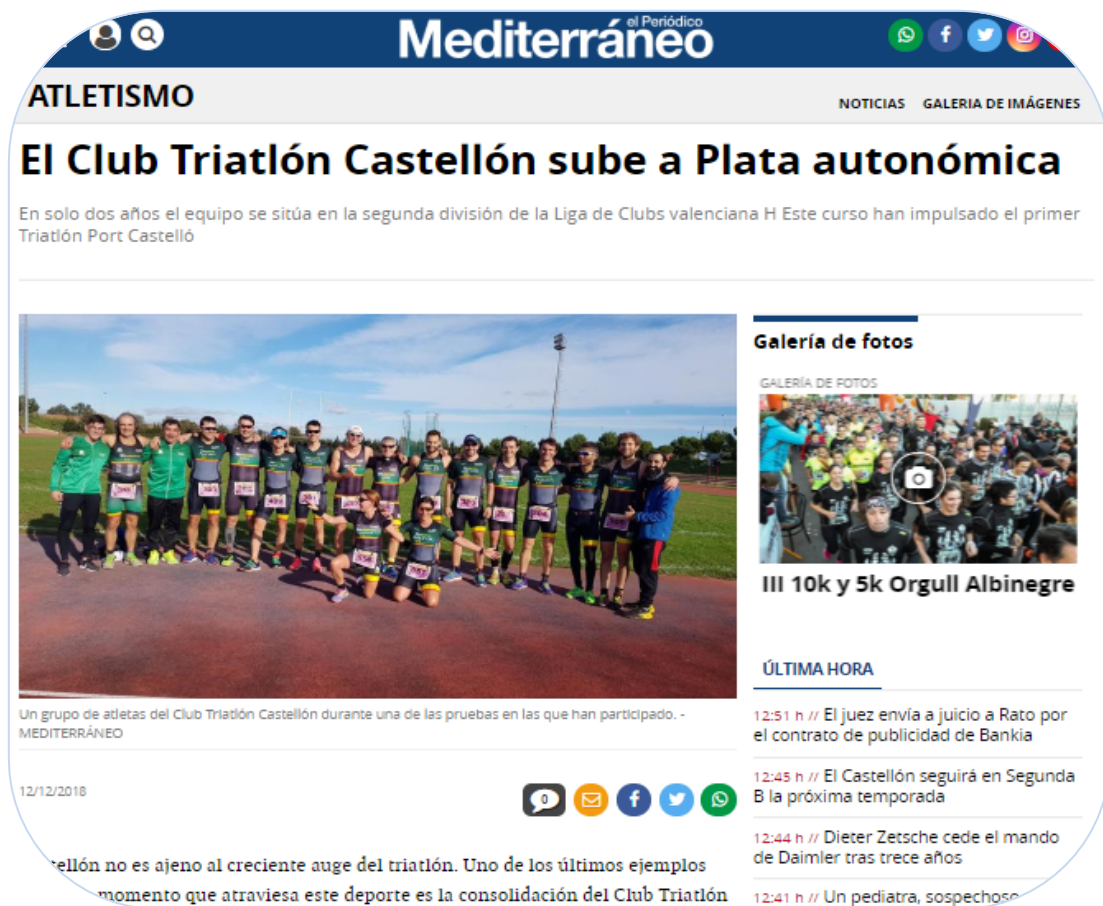 el Periódico
Mediterráneo
ATLETISMO
NOTICIAS GALERIA DE IMÁGENES
El Club Triatlón Castellón sube a Plata autonómica
En solo dos años el equipo se sitúa en la segunda división de la Liga de Clubs valenciana H Este curso han impulsado el primer
Triatlón Port Castelló
Galería de fotos
GALERÍA DE FOTOS
III 10k y 5k Orgull Albinegre
Un grupo de atletas del Club Triatlón Castellón durante una de las pruebas en las que han participado. -
MEDITERRÁNEO
12/12/2018
0
tellón no es ajeno al creciente auge del triatlón. Uno de los últimos ejemplos
momento que atraviesa este deporte es la consolidación del Club Triatlón
ÚLTIMA HORA
12:51 h // El juez envía a juicio a Rato por
el contrato de publicidad de Bankia
12:45 h // El Castellón seguirá en Segunda
B la próxima temporada
12:44 h // Dieter Zetsche cede el mando
de Daimler tras trece años
12:41 h // Un pediatra, sospechoso